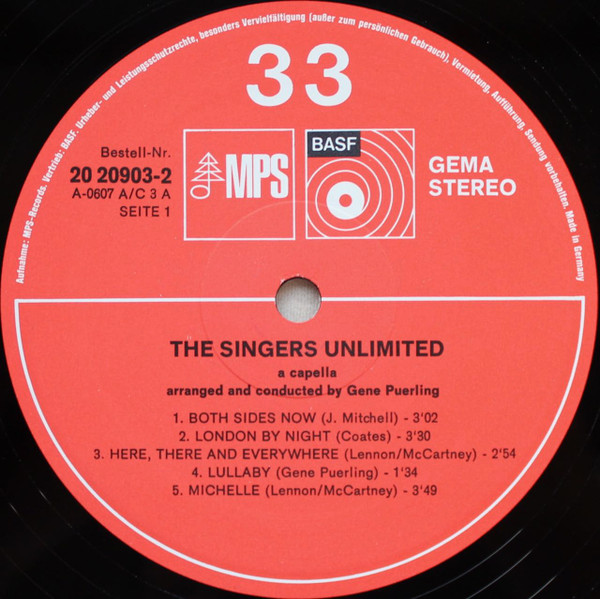 Aufnahme: MPS-Records. Vertrieb: BASF. Urheber- und Leistungsschutzrechte, besonders Vervielfältigung (außer zum persönlichen Gebrauch), Vermietung, Aufführung, Sendung vorbehalten. Made in Germany
33
Bestell-Nr.
20 20903-2
A-0607 A/C 3 A
SEITE 1
MPS
BASF
GEMA
STEREO
THE SINGERS UNLIMITED
a capella
arranged and conducted by Gene Puerling
1. BOTH SIDES NOW (J. Mitchell) - 3'02
2. LONDON BY NIGHT (Coates) - 3'30
3. HERE, THERE AND EVERYWHERE (Lennon/McCartney) - 2'54
4. LULLABY (Gene Puerling) - 1'34
5. MICHELLE (Lennon/McCartney) - 3'49